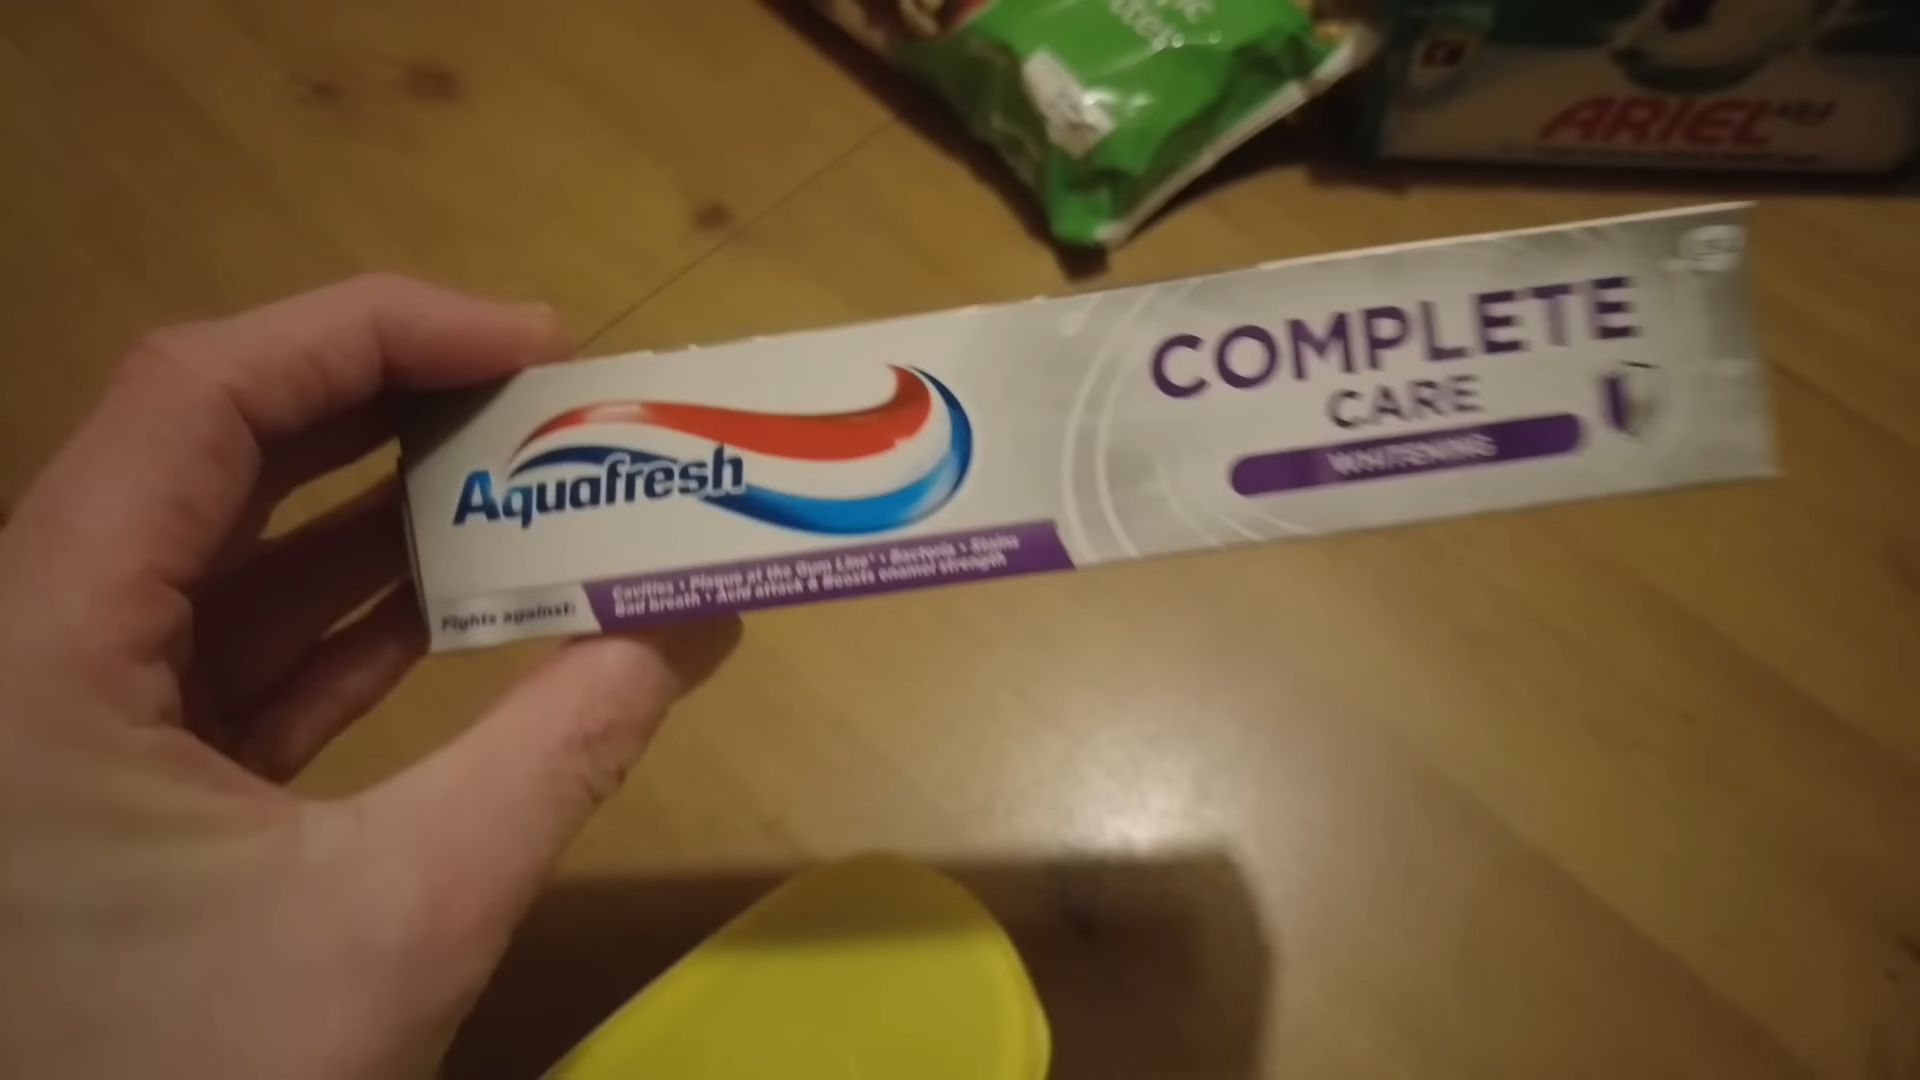 ARIEL
Aquafresh
COMPLETE
CARE
WHITENING
Fights against:
Cavities • Plaque at the Gum Line* • Bacteria • Stains
Bad breath • Acid attack & Boosts enamel strength